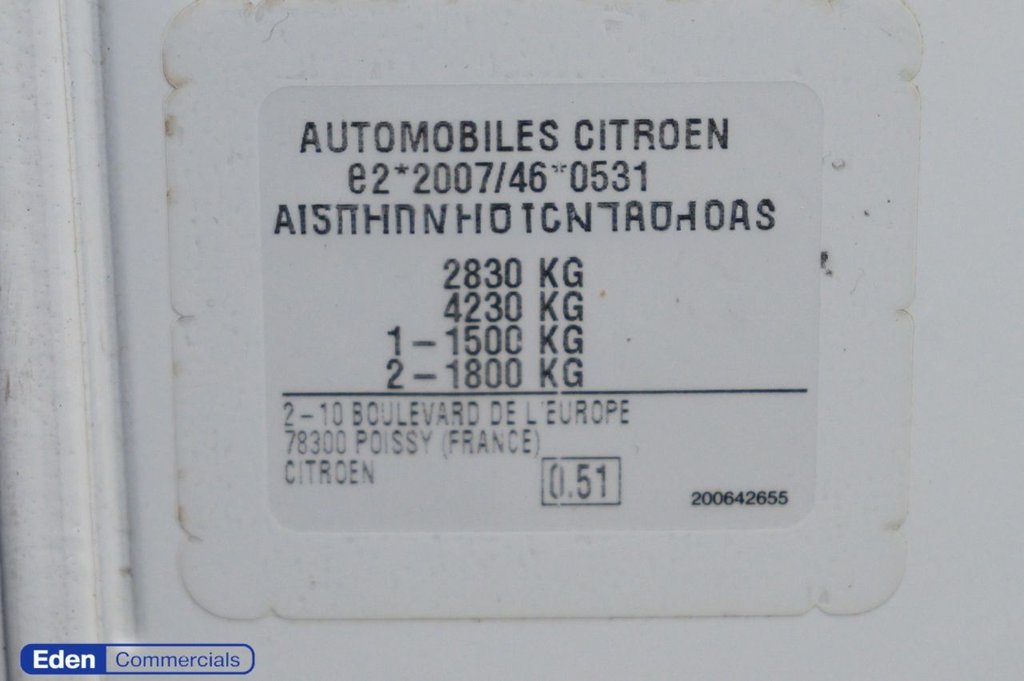 AUTOMOBILES CITROEN
e2*2007/46*0531
2830 KG
4230 KG
1-1500 KG
2-1800 KG
2-10 BOULEVARD DE L'EUROPE
78300 POISSY (FRANCE)
CITROEN
0.51
200642655
Eden Commercials